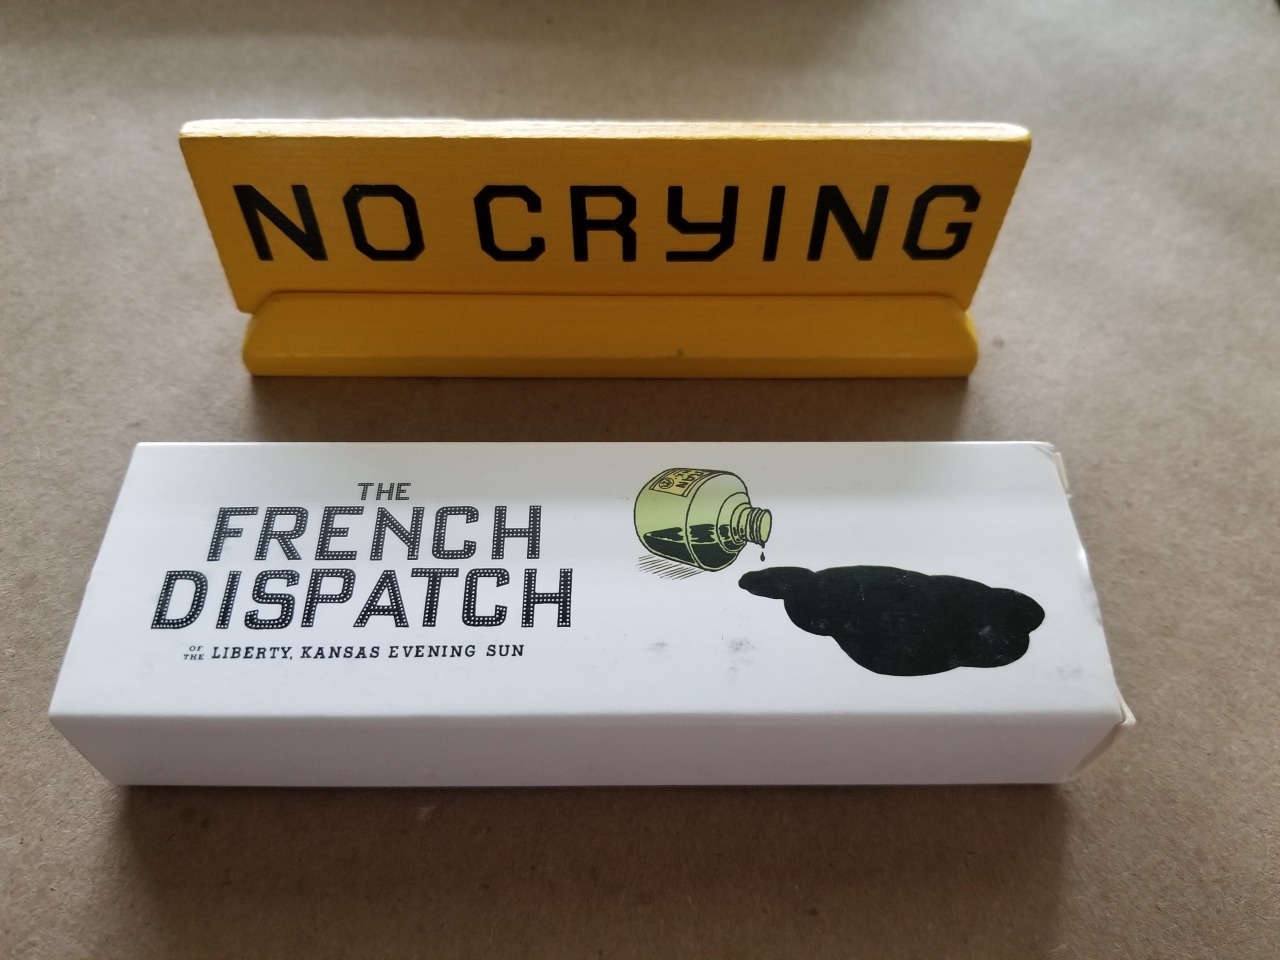 NO CRYING
THE
FRENCH
DISPATCH
OF THE LIBERTY, KANSAS EVENING SUN